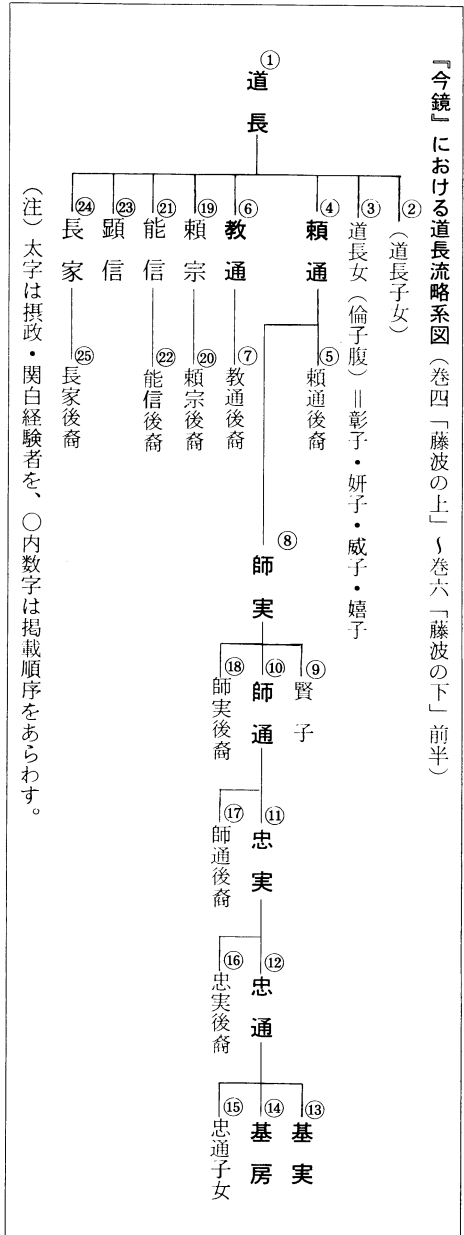 『今鏡』における道長流略系図（巻四「藤波の上」～巻六「藤波の下」前半）
①道長
②（道長子女）
③道長女（倫子腹）＝彰子・妍子・威子・嬉子
④頼通
⑤頼通後裔
⑥教通
⑦教通後裔
⑧師実
⑨賢子
⑩師通
⑪忠実
⑫忠通
⑬基実
⑭基房
⑮忠通子女
⑯忠実後裔
⑰師通後裔
⑱師実後裔
⑲頼宗
⑳頼宗後裔
㉑能信
㉒能信後裔
㉓顕信
㉔長家
㉕長家後裔
（注）太字は摂政・関白経験者を、○内数字は掲載順序をあらわす。